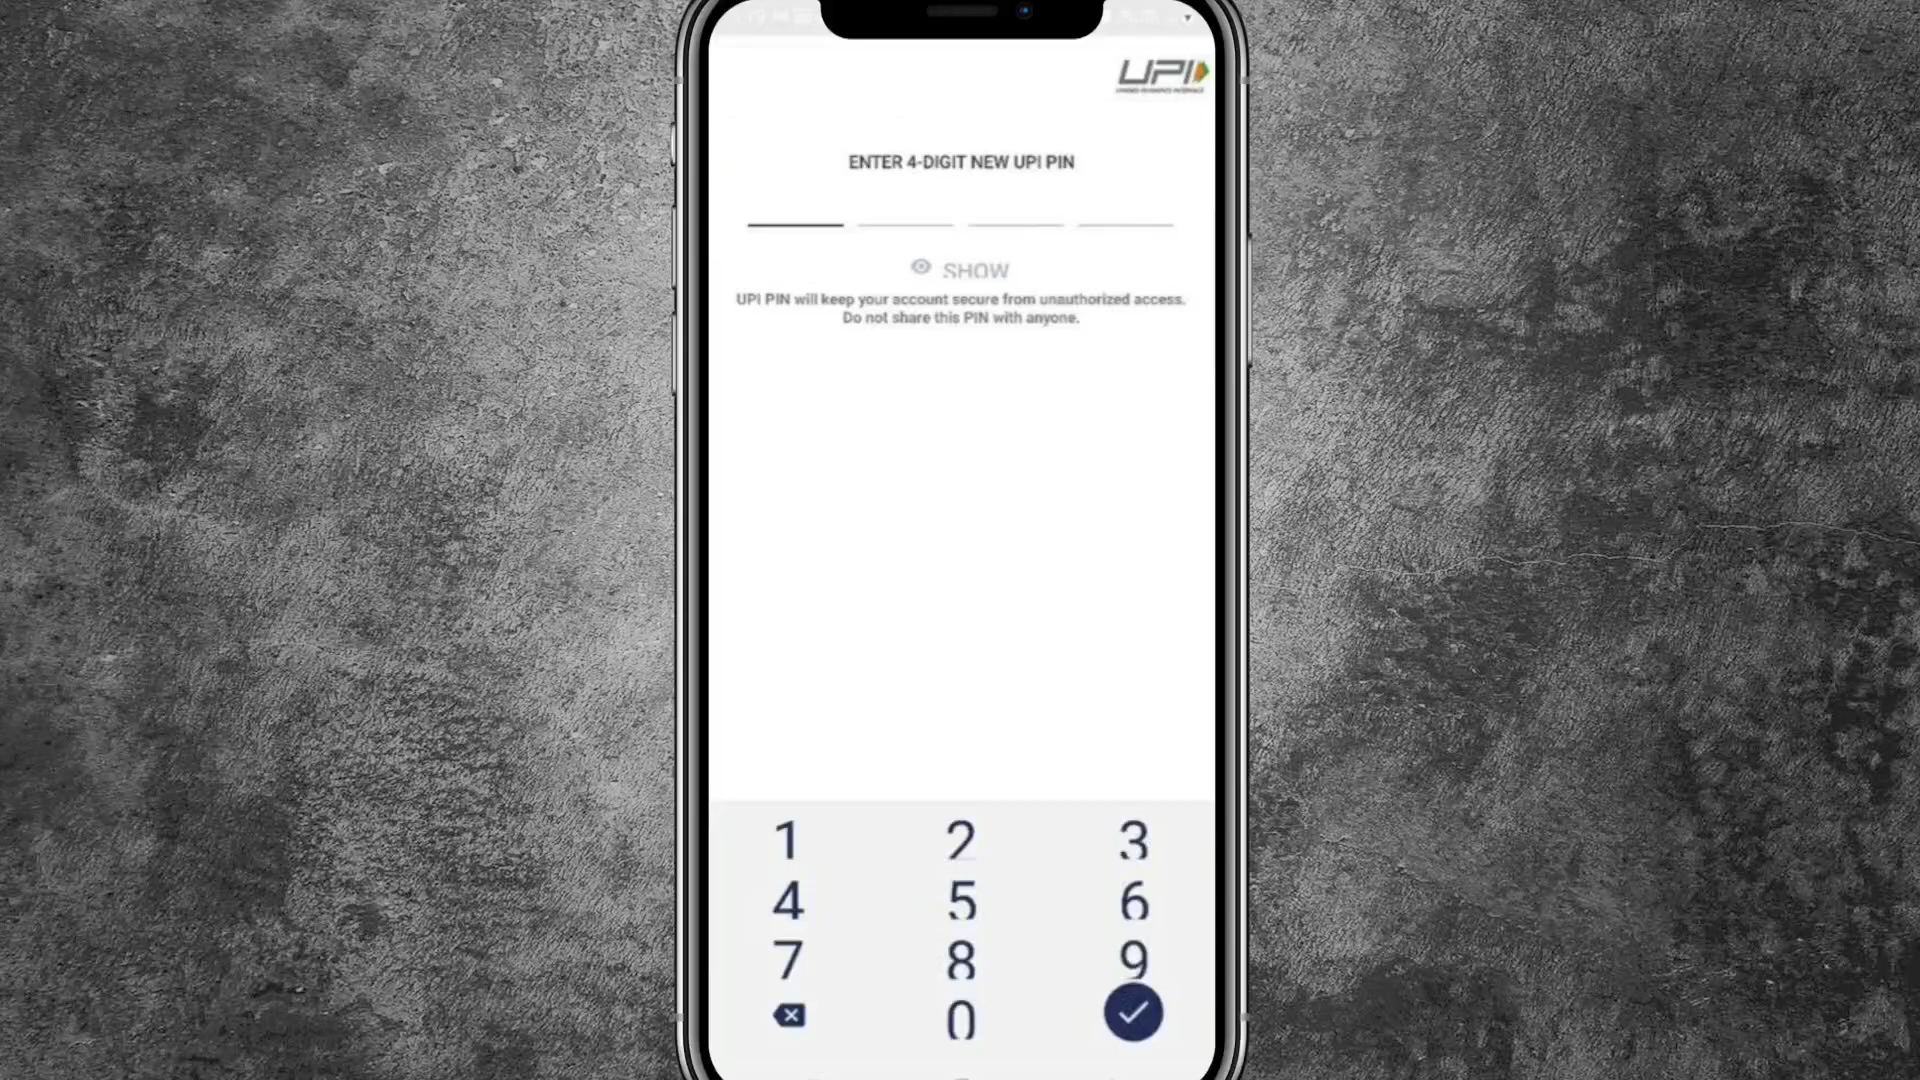 UPI
ENTER 4-DIGIT NEW UPI PIN
SHOW
UPI PIN will keep your account secure from unauthorized access.
Do not share this PIN with anyone.
1 2 3
4 5 6
7 8 9
0